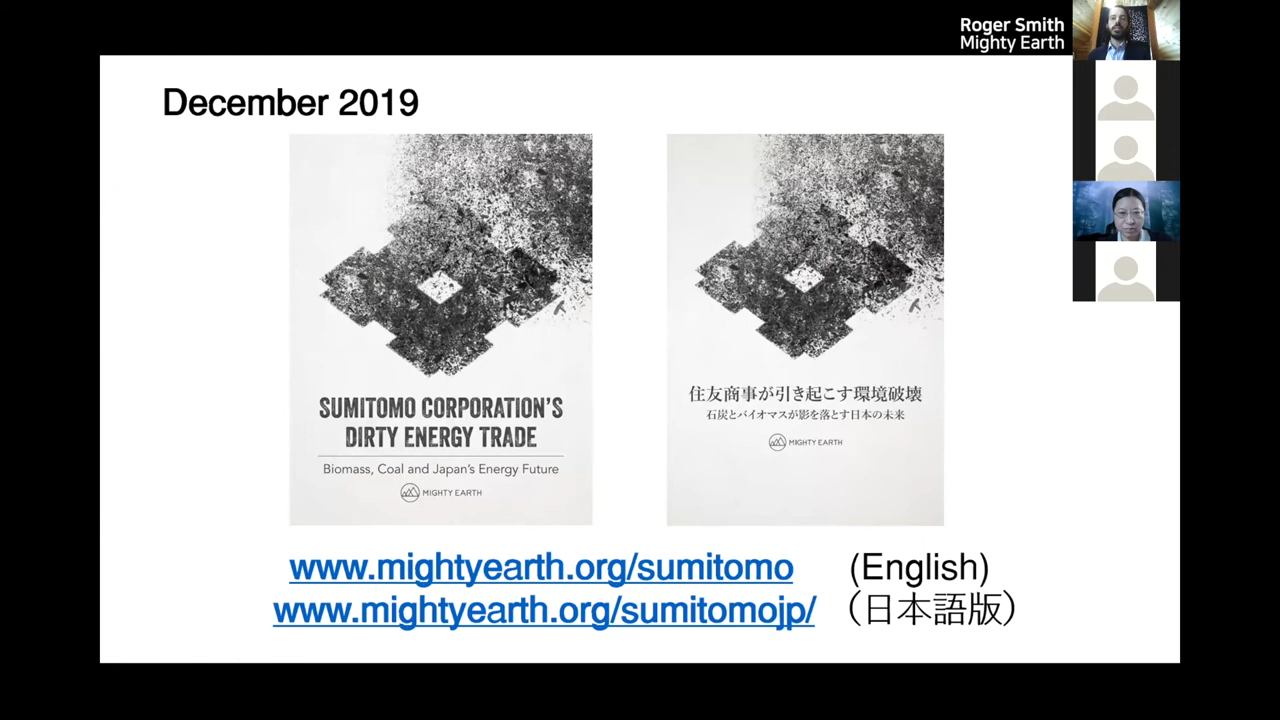 Roger Smith
Mighty Earth
December 2019
SUMITOMO CORPORATION'S
DIRTY ENERGY TRADE
Biomass, Coal and Japan's Energy Future
MIGHTY EARTH
住友商事が引き起こす環境破壊
石炭とバイオマスが影を落とす日本の未来
MIGHTY EARTH
www.mightyearth.org/sumitomo (English)
www.mightyearth.org/sumitomojp/ （日本語版）